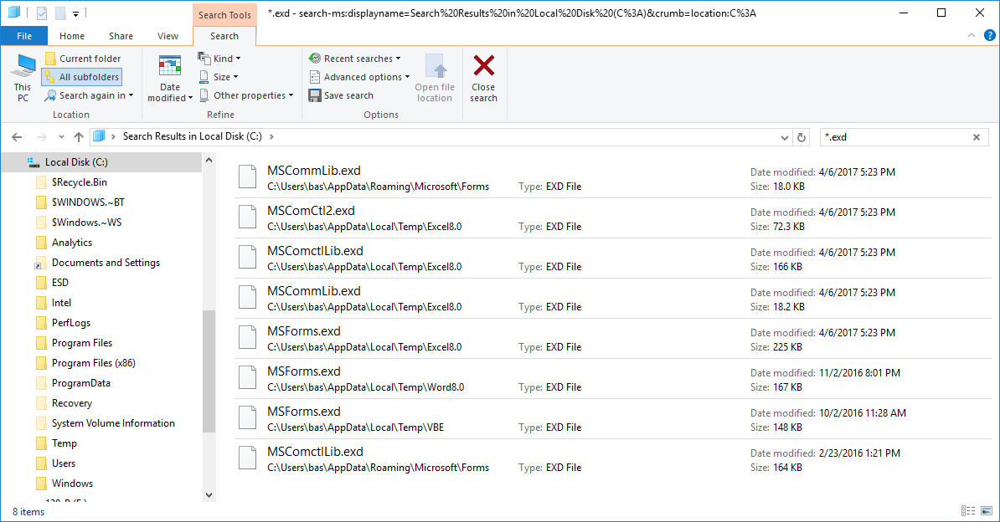 Search Tools
*.exd - search-ms:displayname=Search%20Results%20in%20Local%20Disk%20(C%3A)&crumb=location:C%3A
File Home Share View Search
This PC
Current folder
All subfolders
Search again in
Location
Date modified
Kind
Size
Other properties
Refine
Recent searches
Advanced options
Save search
Open file location
Options
Close search
Search Results in Local Disk (C:)
*.exd
Local Disk (C:)
$Recycle.Bin
$WINDOWS.~BT
$Windows.~WS
Analytics
Documents and Settings
ESD
Intel
PerfLogs
Program Files
Program Files (x86)
ProgramData
Recovery
System Volume Information
Temp
Users
Windows
MSCommLib.exd Date modified: 4/6/2017 5:23 PM
C:\Users\bas\AppData\Roaming\Microsoft\Forms Type: EXD File Size: 18.0 KB
MSComCtl2.exd Date modified: 4/6/2017 5:23 PM
C:\Users\bas\AppData\Local\Temp\Excel8.0 Type: EXD File Size: 72.3 KB
MSComctlLib.exd Date modified: 4/6/2017 5:23 PM
C:\Users\bas\AppData\Local\Temp\Excel8.0 Type: EXD File Size: 166 KB
MSCommLib.exd Date modified: 4/6/2017 5:23 PM
C:\Users\bas\AppData\Local\Temp\Excel8.0 Type: EXD File Size: 18.2 KB
MSForms.exd Date modified: 4/6/2017 5:23 PM
C:\Users\bas\AppData\Local\Temp\Excel8.0 Type: EXD File Size: 225 KB
MSForms.exd Date modified: 11/2/2016 8:01 PM
C:\Users\bas\AppData\Local\Temp\Word8.0 Type: EXD File Size: 167 KB
MSForms.exd Date modified: 10/2/2016 11:28 AM
C:\Users\bas\AppData\Local\Temp\VBE Type: EXD File Size: 148 KB
MSComctlLib.exd Date modified: 2/23/2016 1:21 PM
C:\Users\bas\AppData\Roaming\Microsoft\Forms Type: EXD File Size: 164 KB
8 items